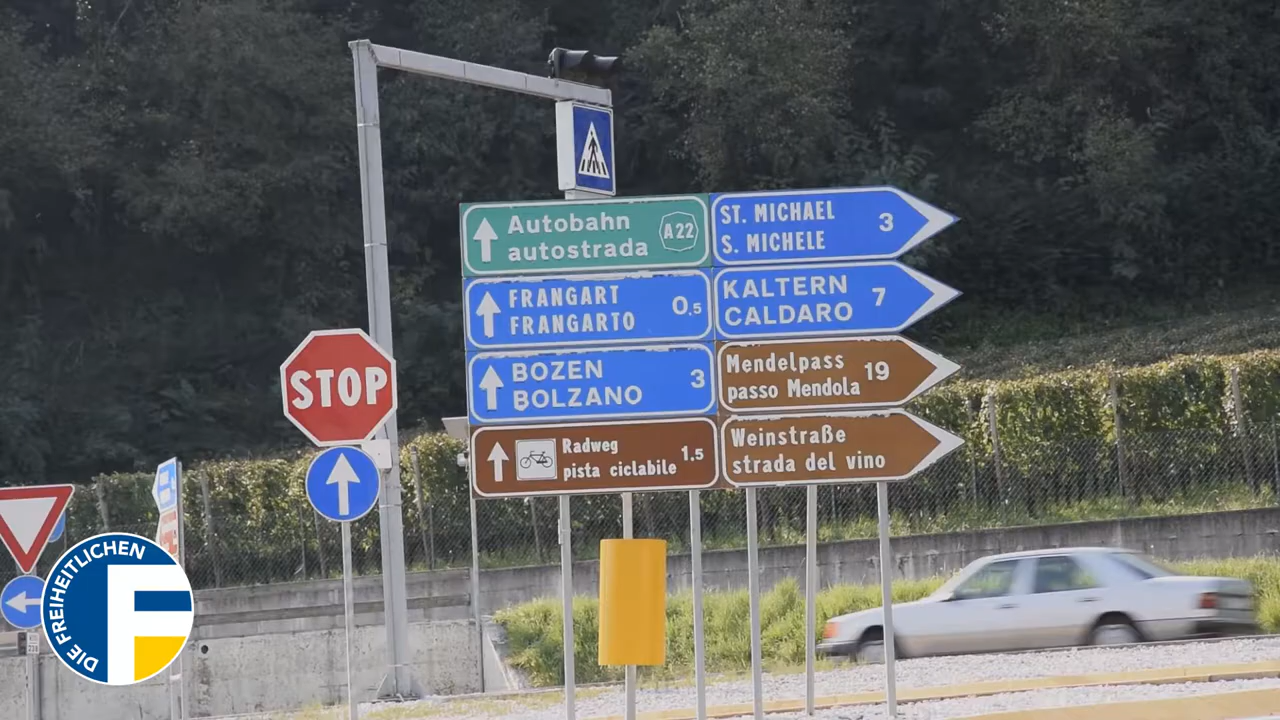 Autobahn
autostrada
A22
ST. MICHAEL
S. MICHELE
3
FRANGART
FRANGARTO
0,5
KALTERN
CALDARO
7
BOZEN
BOLZANO
3
Mendelpass
passo Mendola
19
Radweg
pista ciclabile
1.5
Weinstraße
strada del vino
STOP
DIE FREIHEITLICHEN
F